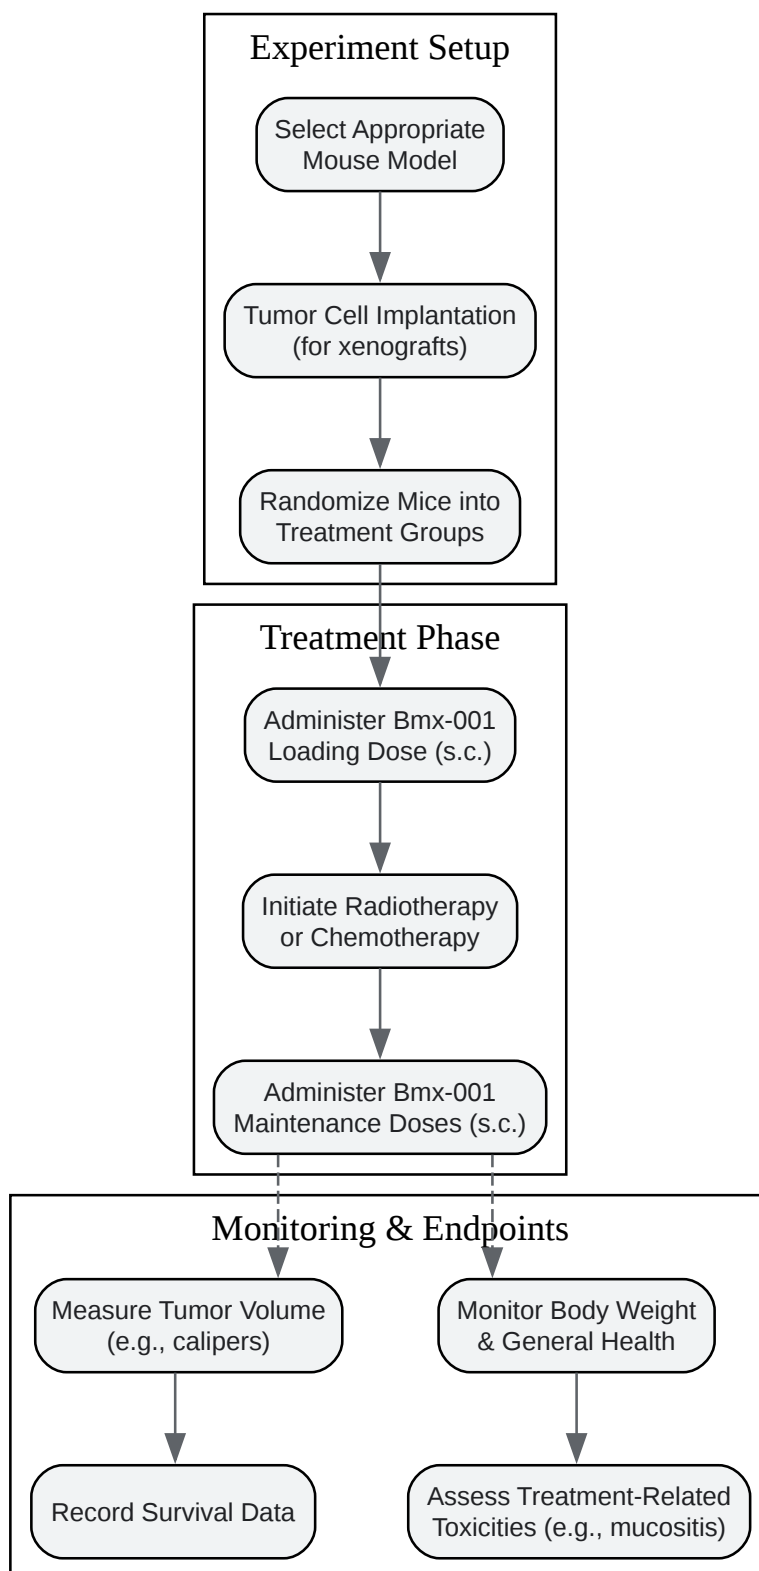 Experiment Setup
Select Appropriate
Mouse Model
Tumor Cell Implantation
(for xenografts)
Randomize Mice into
Treatment Groups
Treatment Phase
Administer Bmx-001
Loading Dose (s.c.)
Initiate Radiotherapy
or Chemotherapy
Administer Bmx-001
Maintenance Doses (s.c.)
Monitoring & Endpoints
Measure Tumor Volume
(e.g., calipers)
Monitor Body Weight
& General Health
Record Survival Data
Assess Treatment-Related
Toxicities (e.g., mucositis)